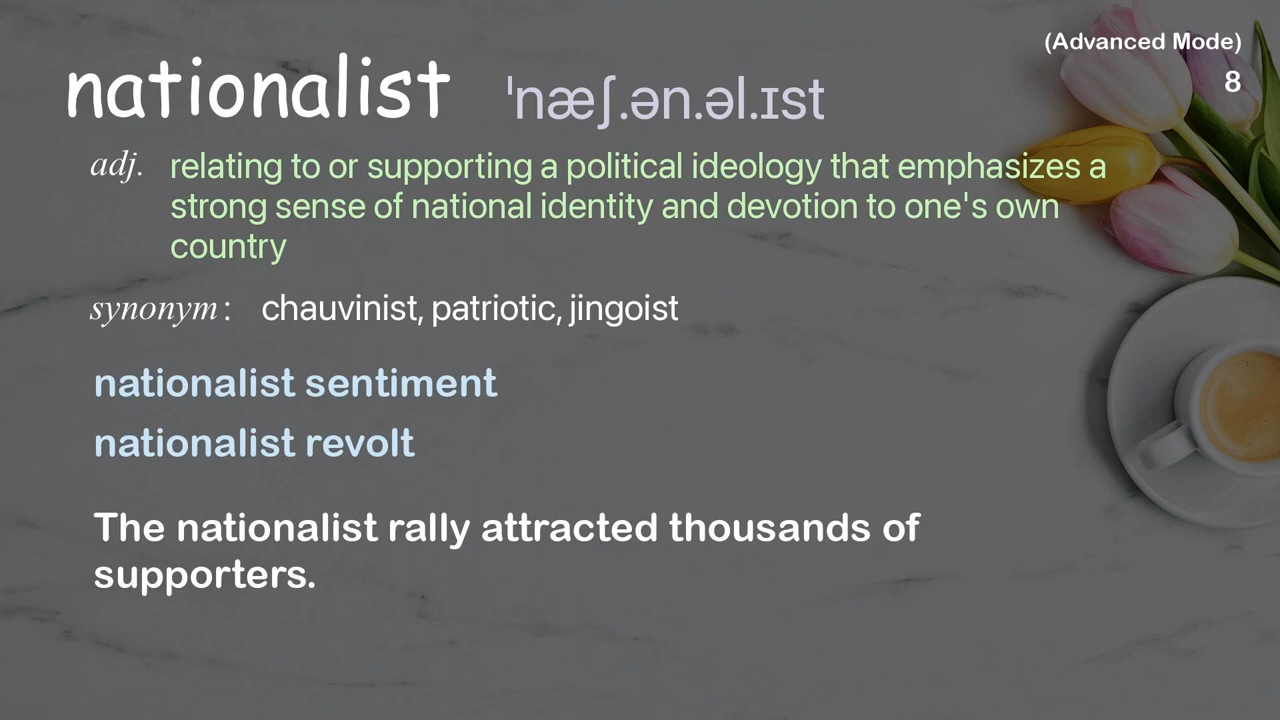 (Advanced Mode)
8
nationalist ˈnæʃ.ən.əl.ɪst
adj. relating to or supporting a political ideology that emphasizes a
strong sense of national identity and devotion to one's own
country
synonym: chauvinist, patriotic, jingoist
nationalist sentiment
nationalist revolt
The nationalist rally attracted thousands of
supporters.